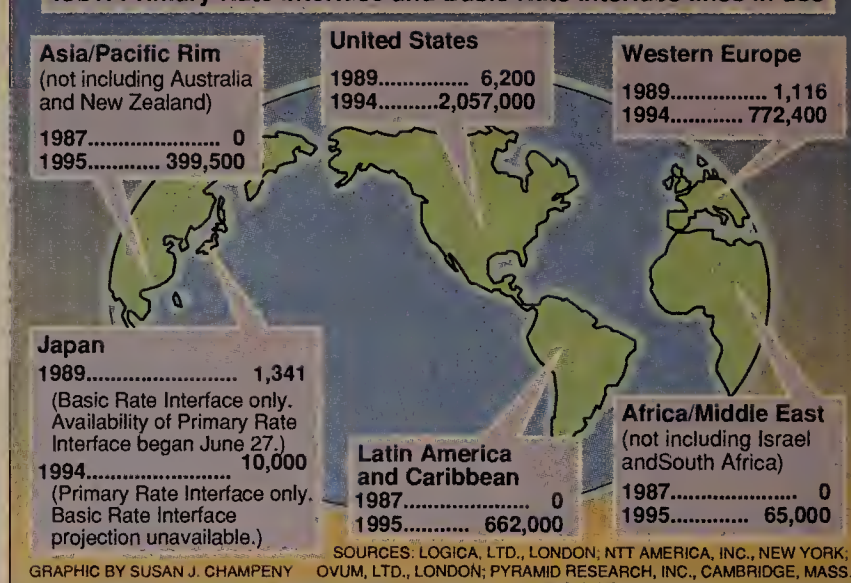 Asia/Pacific Rim
(not including Australia
and New Zealand)
1987..................... 0
1995............ 399,500
United States
1989............... 6,200
1994...........2,057,000
Western Europe
1989................ 1,116
1994........... 772,400
Japan
1989.......................... 1,341
(Basic Rate Interface only.
Availability of Primary Rate
Interface began June 27.)
1994.......................... 10,000
(Primary Rate Interface only.
Basic Rate Interface
projection unavailable.)
Latin America
and Caribbean
1987..................... 0
1995........... 662,000
Africa/Middle East
(not including Israel
andSouth Africa)
1987...................... 0
1995............. 65,000
SOURCES: LOGICA, LTD., LONDON; NTT AMERICA, INC., NEW YORK;
GRAPHIC BY SUSAN J. CHAMPENY OVUM, LTD., LONDON; PYRAMID RESEARCH, INC., CAMBRIDGE, MASS.